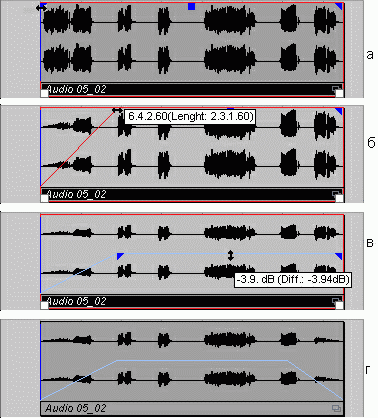 а
Audio 05_02
6.4.2.60(Lenght: 2.3.1.60)
б
Audio 05_02
в
-3.9. dB (Diff.: -3.94dB)
Audio 05_02
г
Audio 05_02